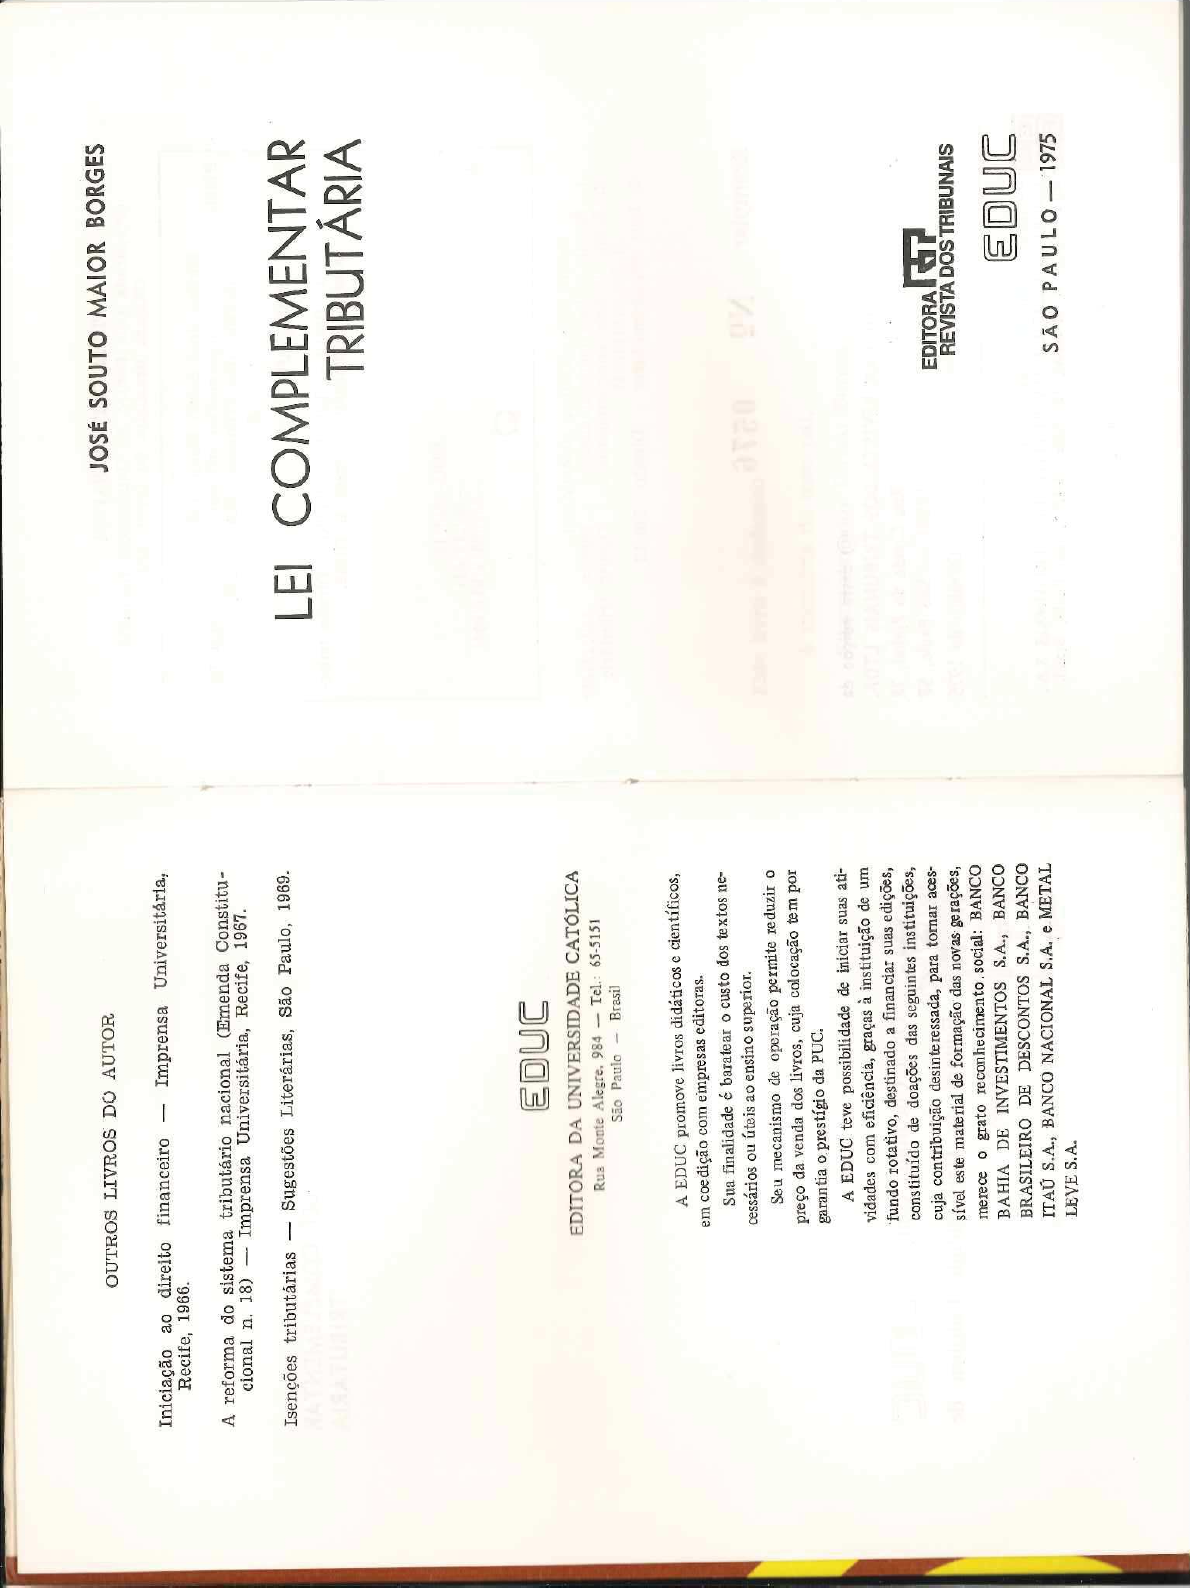 OUTROS LIVROS DO AUTOR
Iniciação ao direito financeiro — Imprensa Universitária,
Recife, 1966.
A reforma do sistema tributário nacional (Emenda Constitu-
cional n. 18) — Imprensa Universitária, Recife, 1967.
Isenções tributárias — Sugestões Literárias, São Paulo, 1969.
EDUC
EDITORA DA UNIVERSIDADE CATÓLICA
Rua Monte Alegre, 984 — Tel.: 65-5151
São Paulo — Brasil
A EDUC promove livros didáticos e científicos,
em coedição com empresas editoras.
Sua finalidade é baratear o custo dos textos ne-
cessários ou úteis ao ensino superior.
Seu mecanismo de operação permite reduzir o
preço da venda dos livros, cuja colocação tem por
garantia o prestígio da PUC.
A EDUC teve possibilidade de iniciar suas ati-
vidades com eficiência, graças à instituição de um
fundo rotativo, destinado a financiar suas edições,
constituído de doações das seguintes instituições,
cuja contribuição desinteressada, para tornar aces-
sível este material de formação das novas gerações,
merece o grato reconhecimento social: BANCO
BAHIA DE INVESTIMENTOS S.A., BANCO
BRASILEIRO DE DESCONTOS S.A., BANCO
ITAÚ S.A., BANCO NACIONAL S.A. e METAL
LEVE S.A.
JOSÉ SOUTO MAIOR BORGES
LEI COMPLEMENTAR
TRIBUTÁRIA
EDITORA RT
REVISTA DOS TRIBUNAIS
EDUC
SÃO PAULO — 1975